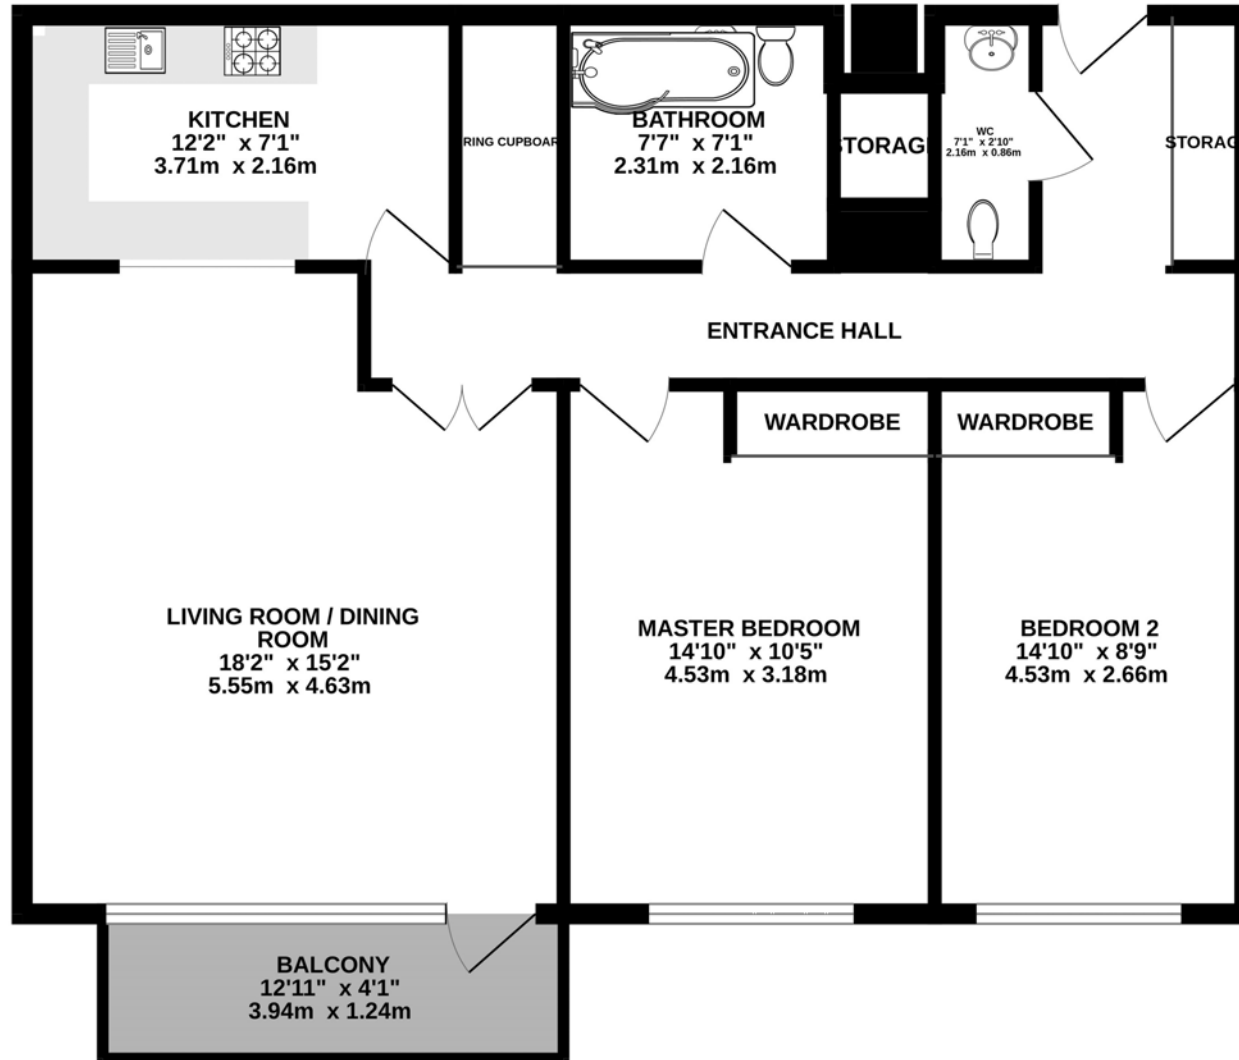 KITCHEN
12'2" x 7'1"
3.71m x 2.16m
RING CUPBOAR
BATHROOM
7'7" x 7'1"
2.31m x 2.16m
STORAGE
WC
7'1" x 2'10"
2.16m x 0.86m
STORAG
ENTRANCE HALL
WARDROBE
WARDROBE
LIVING ROOM / DINING
ROOM
18'2" x 15'2"
5.55m x 4.63m
MASTER BEDROOM
14'10" x 10'5"
4.53m x 3.18m
BEDROOM 2
14'10" x 8'9"
4.53m x 2.66m
BALCONY
12'11" x 4'1"
3.94m x 1.24m